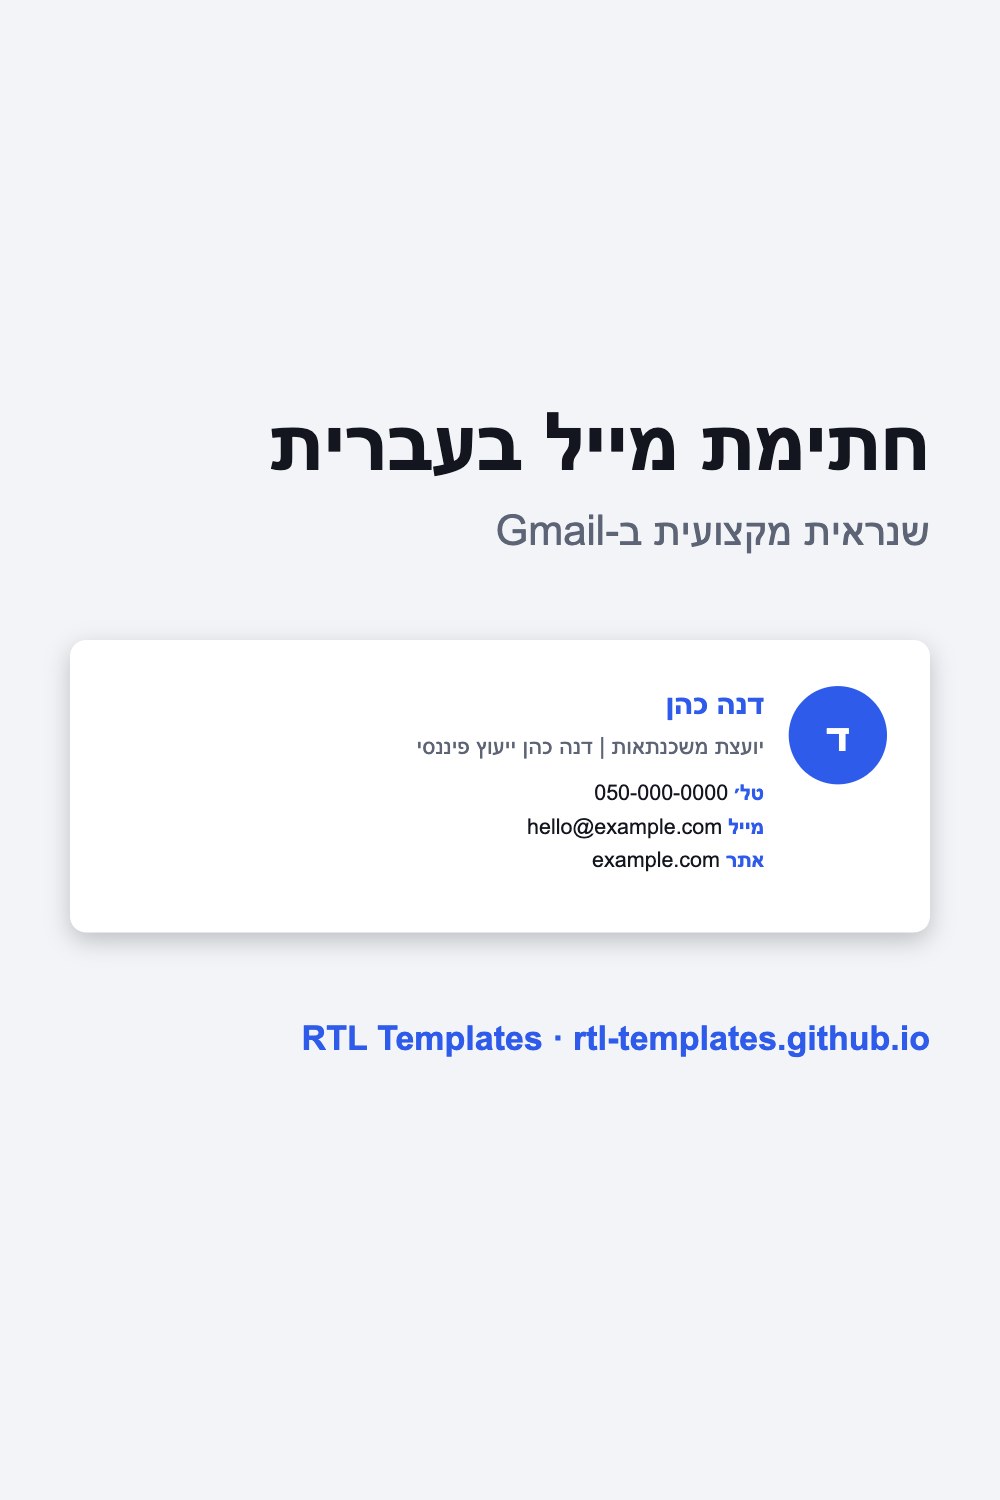 חתימת מייל בעברית
שנראית מקצועית ב-Gmail
ד
דנה כהן
יועצת משכנתאות | דנה כהן ייעוץ פיננסי
טל׳ 050-000-0000
מייל hello@example.com
אתר example.com
RTL Templates · rtl-templates.github.io